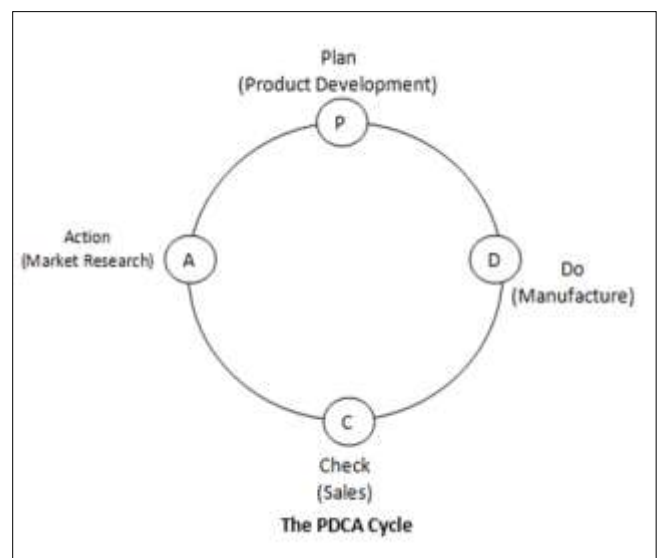 Plan
(Product Development)
P
Action
(Market Research)
A
D
Do
(Manufacture)
C
Check
(Sales)
The PDCA Cycle